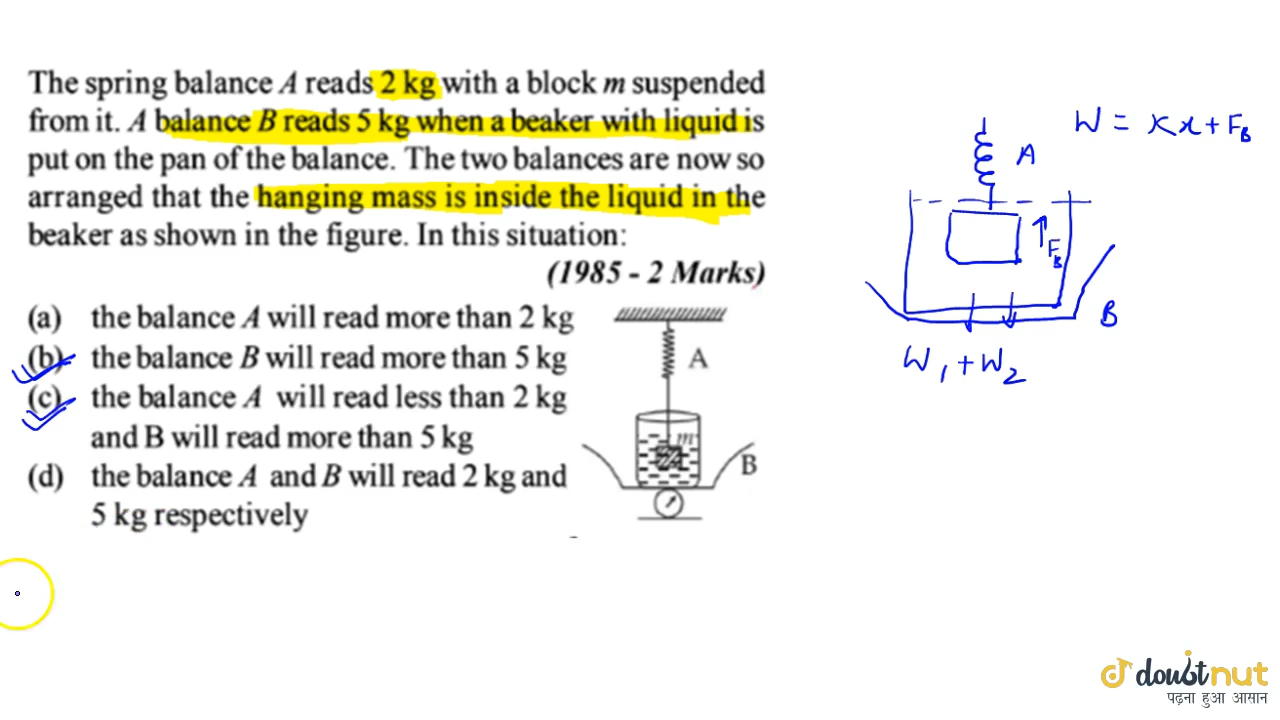 The spring balance A reads 2 kg with a block m suspended
from it. A balance B reads 5 kg when a beaker with liquid is
put on the pan of the balance. The two balances are now so
arranged that the hanging mass is inside the liquid in the
beaker as shown in the figure. In this situation:
(1985 - 2 Marks)
(a) the balance A will read more than 2 kg
(b) the balance B will read more than 5 kg
(c) the balance A will read less than 2 kg
and B will read more than 5 kg
(d) the balance A and B will read 2 kg and
5 kg respectively
A
m
B
W = Kx + F_B
A
F_B
B
W_1 + W_2
doubtnut
पढ़ना हुआ आसान